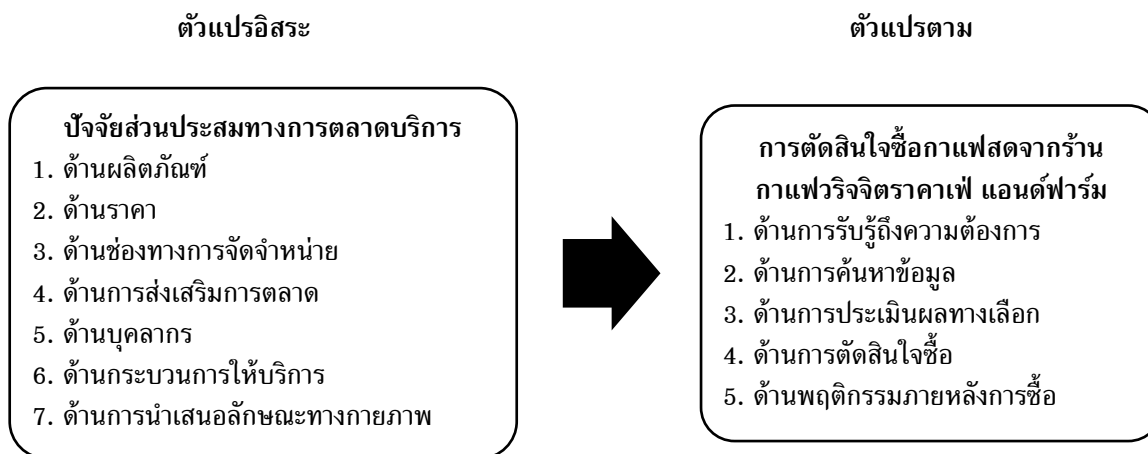 ตัวแปรอิสระ
ตัวแปรตาม
ปัจจัยส่วนประสมทางการตลาดบริการ
1. ด้านผลิตภัณฑ์
2. ด้านราคา
3. ด้านช่องทางการจัดจำหน่าย
4. ด้านการส่งเสริมการตลาด
5. ด้านบุคลากร
6. ด้านกระบวนการให้บริการ
7. ด้านการนำเสนอลักษณะทางกายภาพ
การตัดสินใจซื้อกาแฟสดจากร้าน
กาแฟวริจจิตราคาเฟ่ แอนด์ฟาร์ม
1. ด้านการรับรู้ถึงความต้องการ
2. ด้านการค้นหาข้อมูล
3. ด้านการประเมินผลทางเลือก
4. ด้านการตัดสินใจซื้อ
5. ด้านพฤติกรรมภายหลังการซื้อ